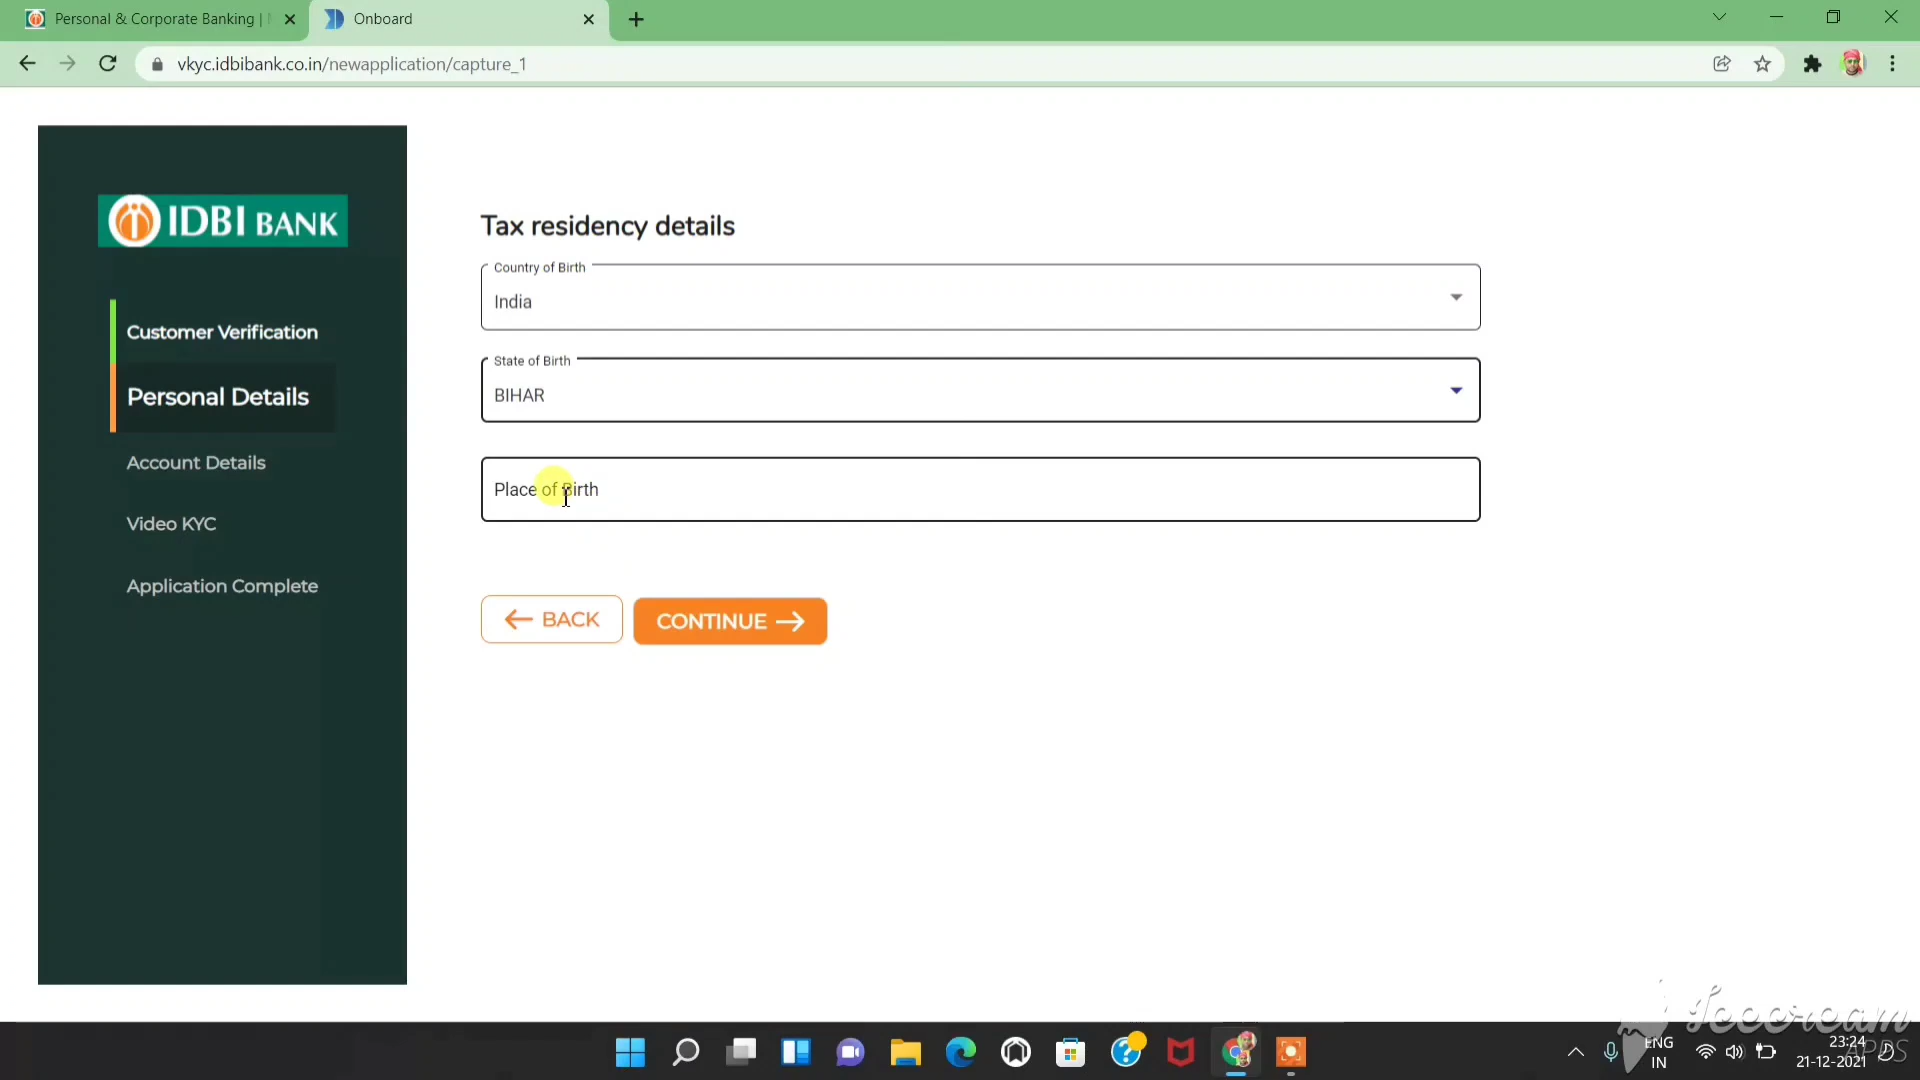 Personal & Corporate Banking |
Onboard
vkyc.idbibank.co.in/newapplication/capture_1
IDBI BANK
Customer Verification
Personal Details
Account Details
Video KYC
Application Complete
Tax residency details
Country of Birth
India
State of Birth
BIHAR
Place of Birth
BACK
CONTINUE
Icecream
APPS
ENG
IN
23:24
21-12-2021